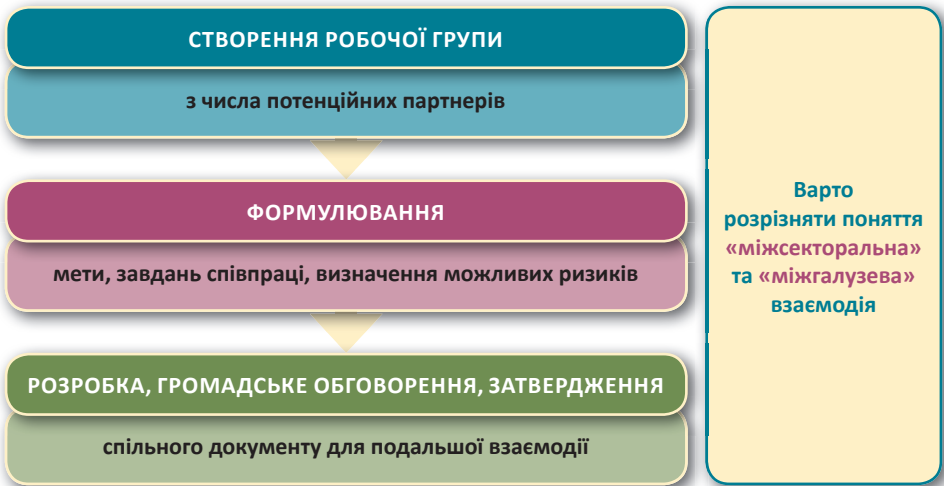 СТВОРЕННЯ РОБОЧОЇ ГРУПИ
з числа потенційних партнерів
ФОРМУЛЮВАННЯ
мети, завдань співпраці, визначення можливих ризиків
РОЗРОБКА, ГРОМАДСЬКЕ ОБГОВОРЕННЯ, ЗАТВЕРДЖЕННЯ
спільного документу для подальшої взаємодії
Варто
розрізняти поняття
«міжсекторальна»
та «міжгалузева»
взаємодія